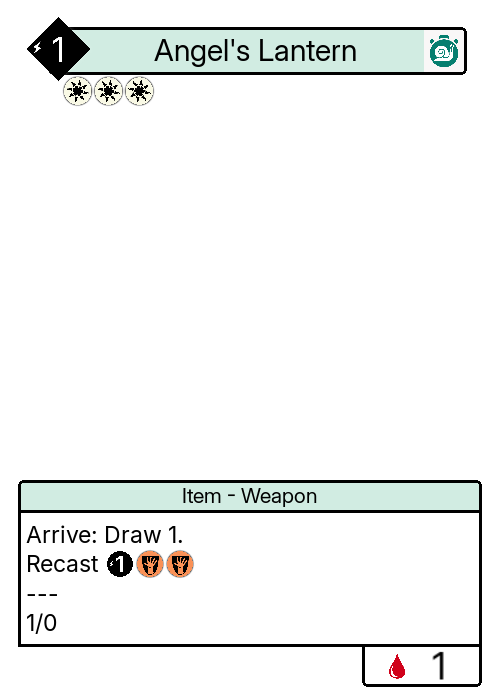 1 Angel's Lantern
Item - Weapon
Arrive: Draw 1.
Recast 1
---
1/0
1